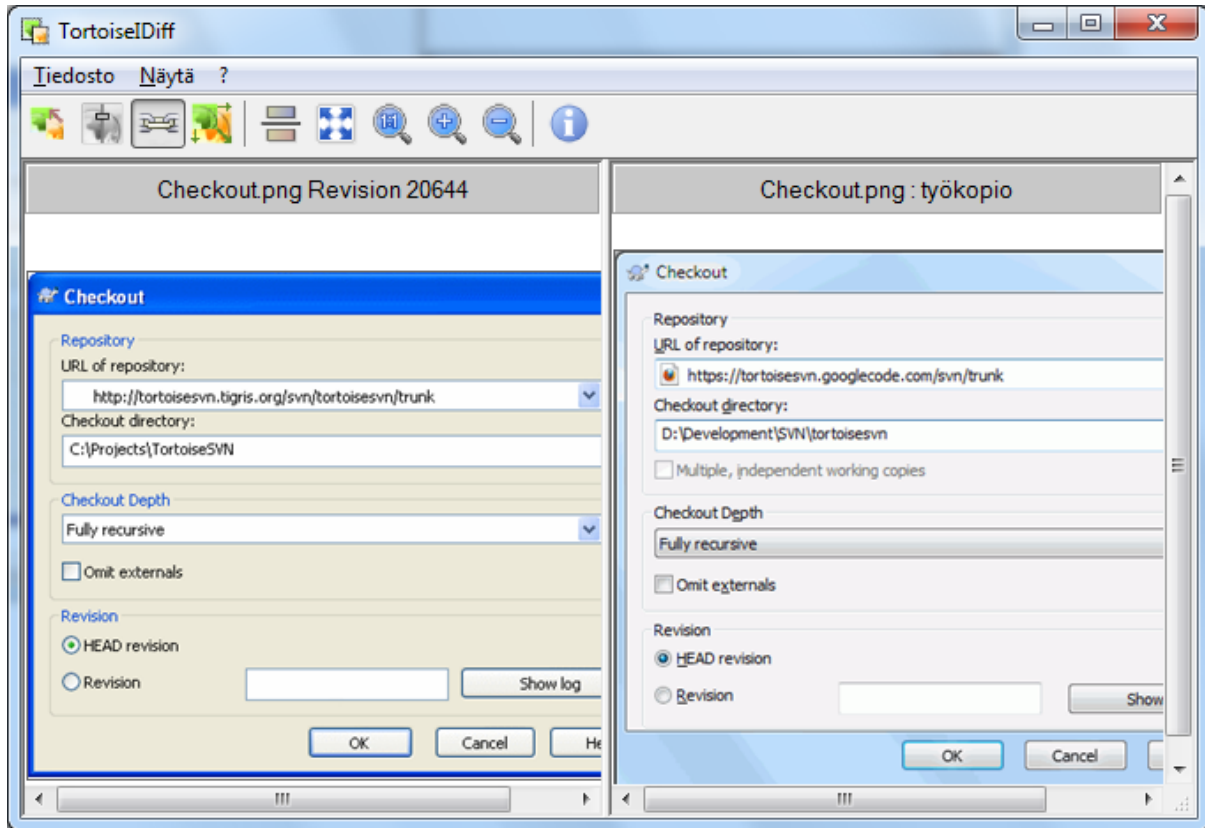 TortoiseIDiff
Tiedosto Näytä ?
Checkout.png Revision 20644
Checkout
Repository
URL of repository:
http://tortoisesvn.tigris.org/svn/tortoisesvn/trunk
Checkout directory:
C:\Projects\TortoiseSVN
Checkout Depth
Fully recursive
Omit externals
Revision
HEAD revision
Revision Show log
OK Cancel He
Checkout.png : työkopio
Checkout
Repository
URL of repository:
https://tortoisesvn.googlecode.com/svn/trunk
Checkout directory:
D:\Development\SVN\tortoisesvn
Multiple, independent working copies
Checkout Depth
Fully recursive
Omit externals
Revision
HEAD revision
Revision Show
OK Cancel